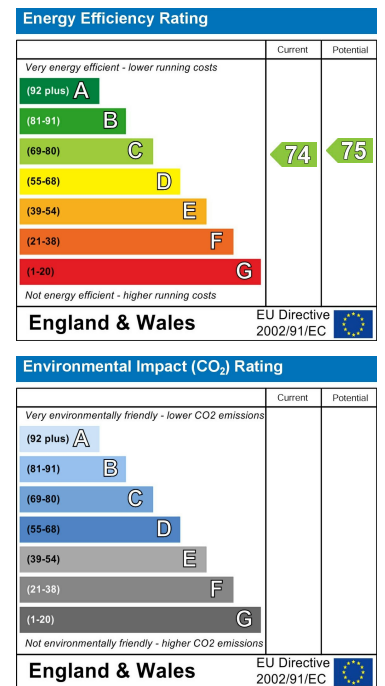 Energy Efficiency Rating
Current Potential
Very energy efficient - lower running costs
(92 plus) A
(81-91) B
(69-80) C
74 75
(55-68) D
(39-54) E
(21-38) F
(1-20) G
Not energy efficient - higher running costs
England & Wales
EU Directive
2002/91/EC
Environmental Impact (CO₂) Rating
Current Potential
Very environmentally friendly - lower CO2 emissions
(92 plus) A
(81-91) B
(69-80) C
(55-68) D
(39-54) E
(21-38) F
(1-20) G
Not environmentally friendly - higher CO2 emissions
England & Wales
EU Directive
2002/91/EC